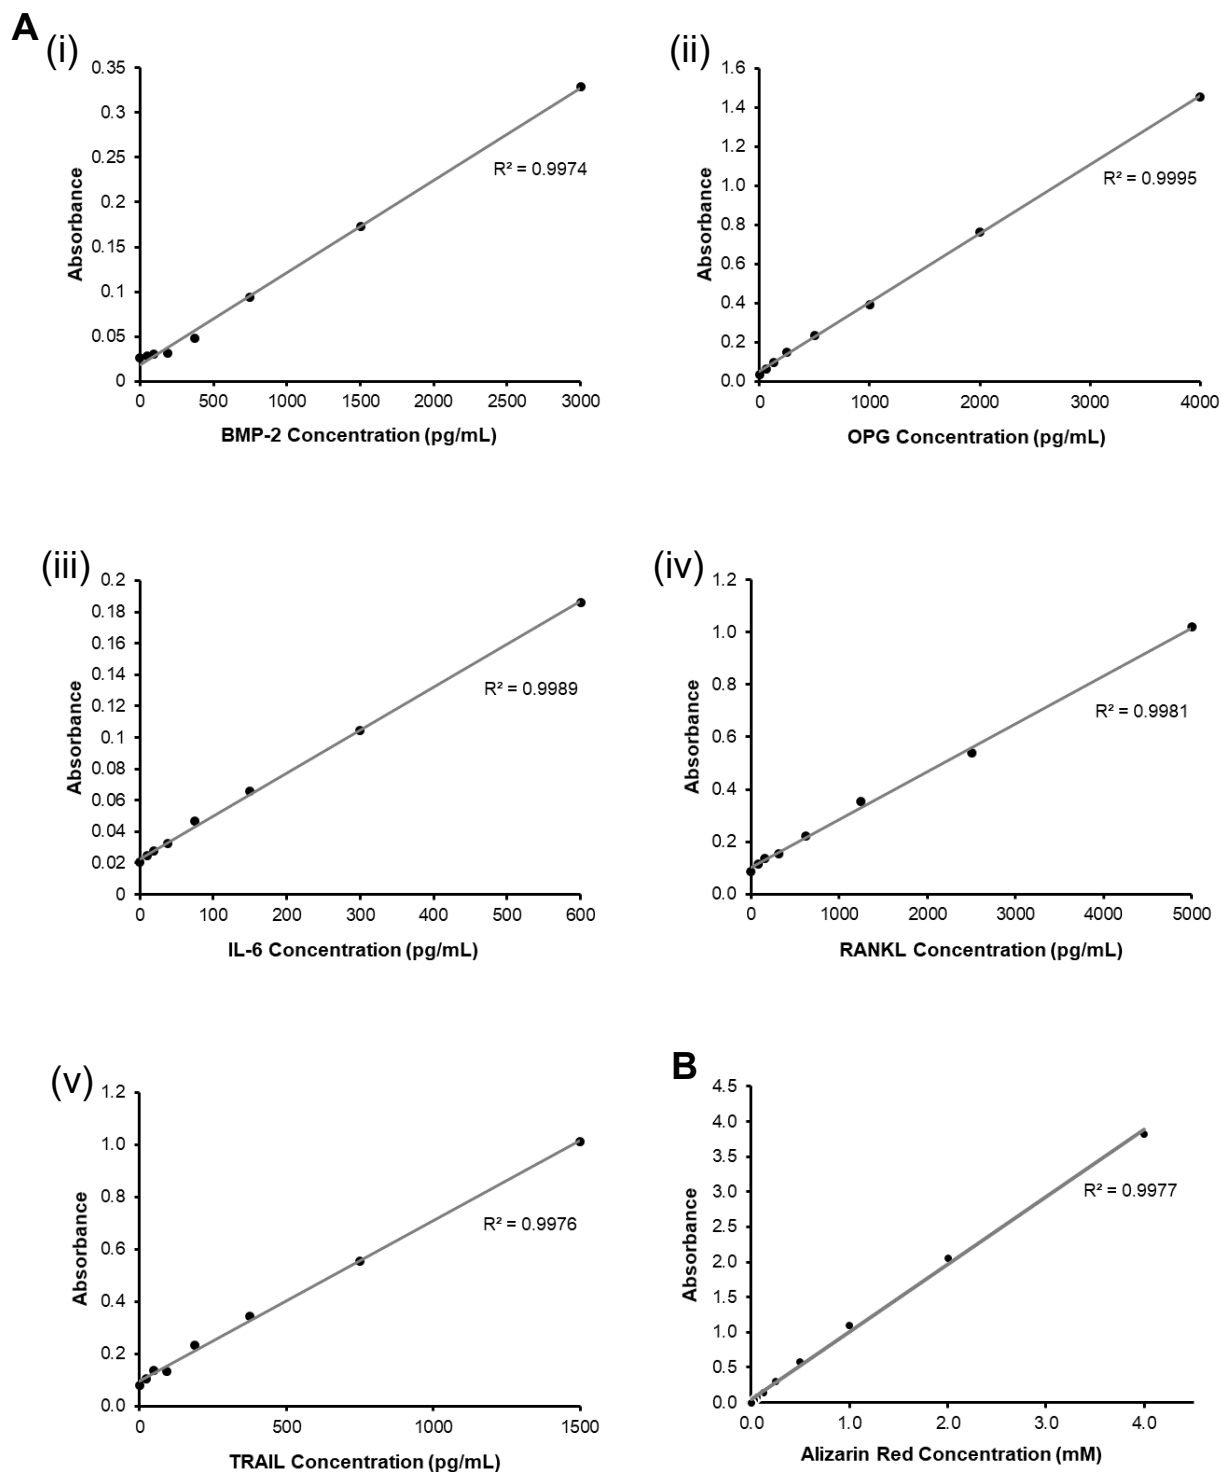 A
(i)
0.35
0.3
0.25
0.2
0.15
0.1
0.05
0
Absorbance
R² = 0.9974
0 500 1000 1500 2000 2500 3000
BMP-2 Concentration (pg/mL)
(ii)
1.6
1.4
1.2
1.0
0.8
0.6
0.4
0.2
0.0
Absorbance
R² = 0.9995
0 1000 2000 3000 4000
OPG Concentration (pg/mL)
(iii)
0.2
0.18
0.16
0.14
0.12
0.1
0.08
0.06
0.04
0.02
0
Absorbance
R² = 0.9989
0 100 200 300 400 500 600
IL-6 Concentration (pg/mL)
(iv)
1.2
1.0
0.8
0.6
0.4
0.2
0.0
Absorbance
R² = 0.9981
0 1000 2000 3000 4000 5000
RANKL Concentration (pg/mL)
(v)
1.2
1.0
0.8
0.6
0.4
0.2
0.0
Absorbance
R² = 0.9976
0 500 1000 1500
TRAIL Concentration (pg/mL)
B
4.5
4.0
3.5
3.0
2.5
2.0
1.5
1.0
0.5
0.0
Absorbance
R² = 0.9977
0.0 1.0 2.0 3.0 4.0
Alizarin Red Concentration (mM)